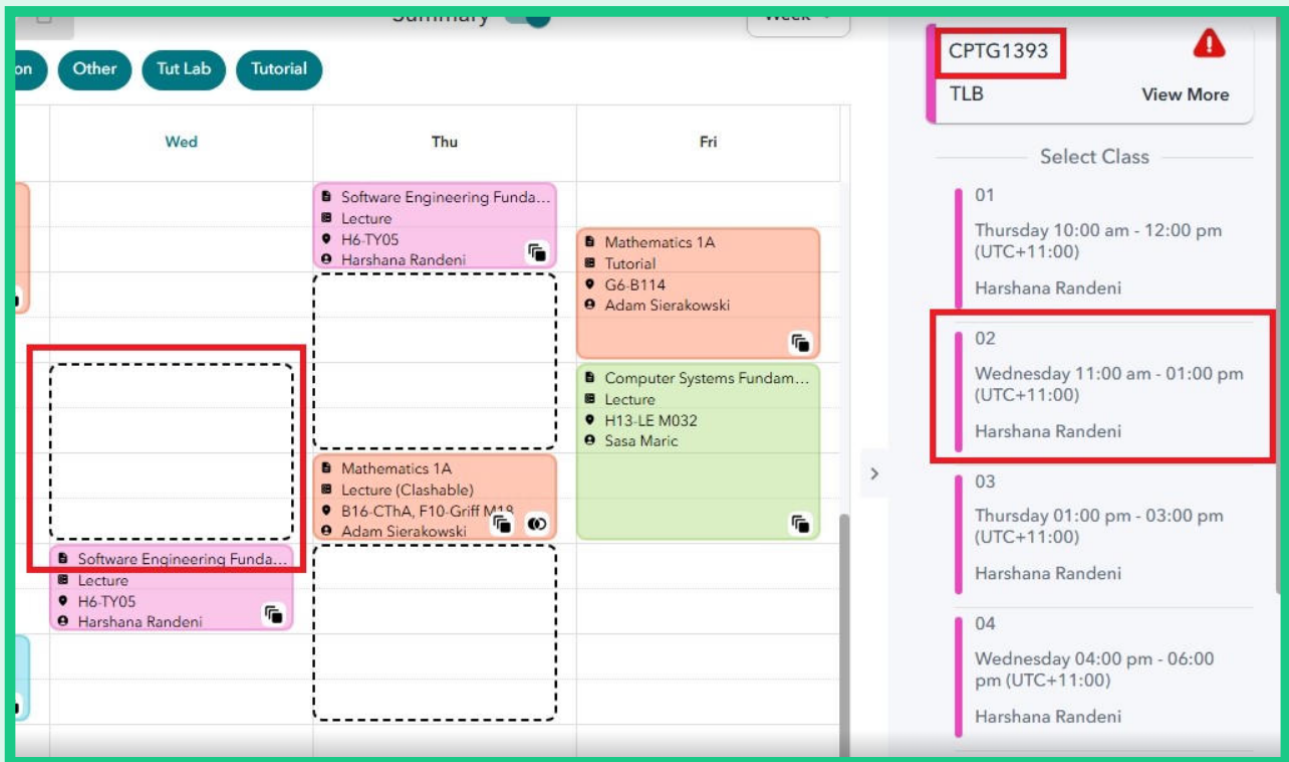 Summary
Week
on
Other
Tut Lab
Tutorial
Wed
Thu
Fri
Software Engineering Funda...
Lecture
H6-TY05
Harshana Randeni
Mathematics 1A
Tutorial
G6-B114
Adam Sierakowski
Computer Systems Fundam...
Lecture
H13-LE M032
Sasa Maric
Mathematics 1A
Lecture (Clashable)
B16-CThA, F10-Griff M18
Adam Sierakowski
Software Engineering Funda...
Lecture
H6-TY05
Harshana Randeni
CPTG1393
TLB
View More
Select Class
01
Thursday 10:00 am - 12:00 pm
(UTC+11:00)
Harshana Randeni
02
Wednesday 11:00 am - 01:00 pm
(UTC+11:00)
Harshana Randeni
03
Thursday 01:00 pm - 03:00 pm
(UTC+11:00)
Harshana Randeni
04
Wednesday 04:00 pm - 06:00
pm (UTC+11:00)
Harshana Randeni